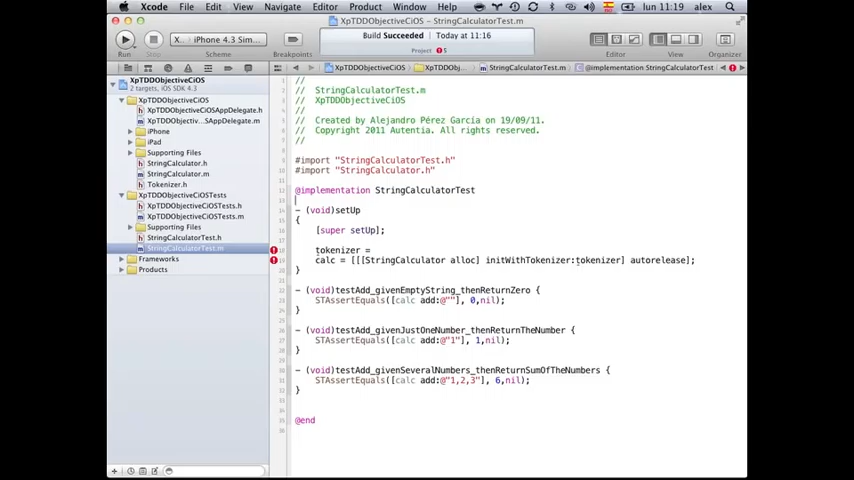 Xcode File Edit View Navigate Editor Product Window Help lun 11:19 alex
XpTDDObjectiveCiOS – StringCalculatorTest.m
X... iPhone 4.3 Sim...
Build Succeeded Today at 11:16
Project 5
Run Stop Scheme Breakpoints Editor View Organizer
XpTDDObjectiveCiOS XpTDDOb... StringCalculatorTest.m @implementation StringCalculatorTest
XpTDDObjectiveCiOS
2 targets, iOS SDK 4.3
XpTDDObjectiveCiOS
XpTDDObjectiveCiOSAppDelegate.h
XpTDDObjectiveC...SAppDelegate.m
iPhone
iPad
Supporting Files
StringCalculator.h
StringCalculator.m
Tokenizer.h
XpTDDObjectiveCiOSTests
XpTDDObjectiveCiOSTests.h
XpTDDObjectiveCiOSTests.m
Supporting Files
StringCalculatorTest.h
StringCalculatorTest.m
Frameworks
Products
//
// StringCalculatorTest.m
// XpTDDObjectiveCiOS
//
// Created by Alejandro Pérez García on 19/09/11.
// Copyright 2011 Autentia. All rights reserved.
//
#import "StringCalculatorTest.h"
#import "StringCalculator.h"
@implementation StringCalculatorTest
- (void)setUp
{
[super setUp];
tokenizer =
calc = [[[StringCalculator alloc] initWithTokenizer:tokenizer] autorelease];
}
- (void)testAdd_givenEmptyString_thenReturnZero {
STAssertEquals([calc add:@""], 0,nil);
}
- (void)testAdd_givenJustOneNumber_thenReturnTheNumber {
STAssertEquals([calc add:@"1"], 1,nil);
}
- (void)testAdd_givenSeveralNumbers_thenReturnSumOfTheNumbers {
STAssertEquals([calc add:@"1,2,3"], 6,nil);
}
@end